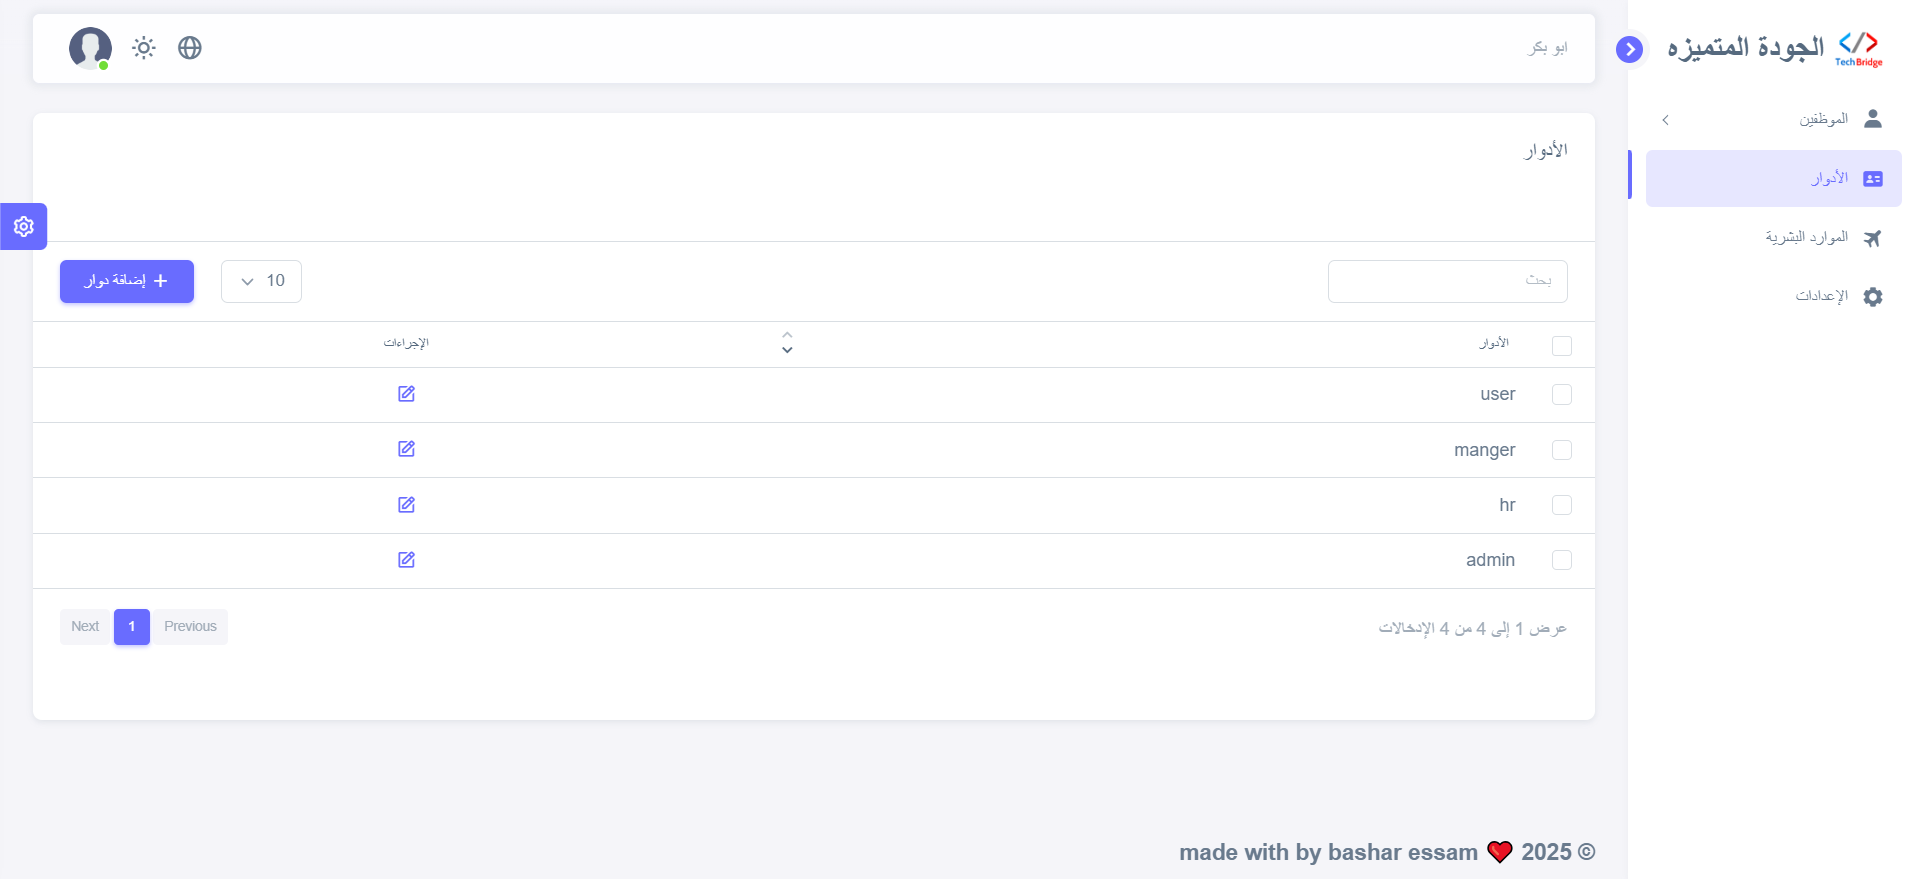 ابو بكر
الجودة المتميزه
TechBridge
الموظفين
الأدوار
الموارد البشرية
الإعدادات
الأدوار
بحث
10
إضافة دوار
الأدوار
الإجراءات
user
manger
hr
admin
عرض 1 إلى 4 من 4 الإدخالات
Previous
1
Next
made with by bashar essam ❤️ 2025 ©